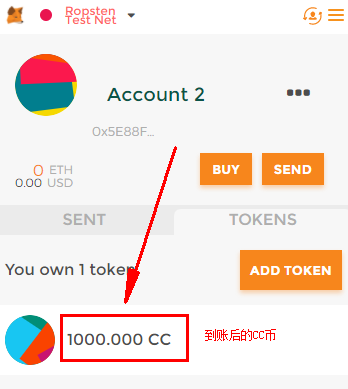 Ropsten
Test Net
Account 2
0x5E88F...
0 ETH
0.00 USD
BUY
SEND
SENT
TOKENS
You own 1 token
ADD TOKEN
1000.000 CC
到账后的CC币